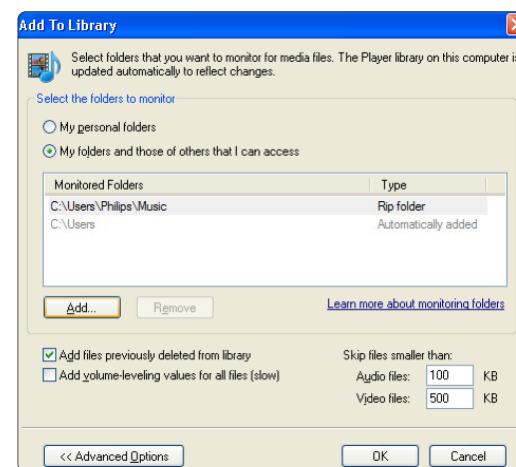 Add To Library
Select folders that you want to monitor for media files. The Player library on this computer is
updated automatically to reflect changes.
Select the folders to monitor
My personal folders
My folders and those of others that I can access
Monitored Folders Type
C:\Users\Philips\Music Rip folder
C:\Users Automatically added
Add... Remove Learn more about monitoring folders
Add files previously deleted from library Skip files smaller than:
Add volume-leveling values for all files (slow) Audio files: 100 KB
Video files: 500 KB
<< Advanced Options OK Cancel